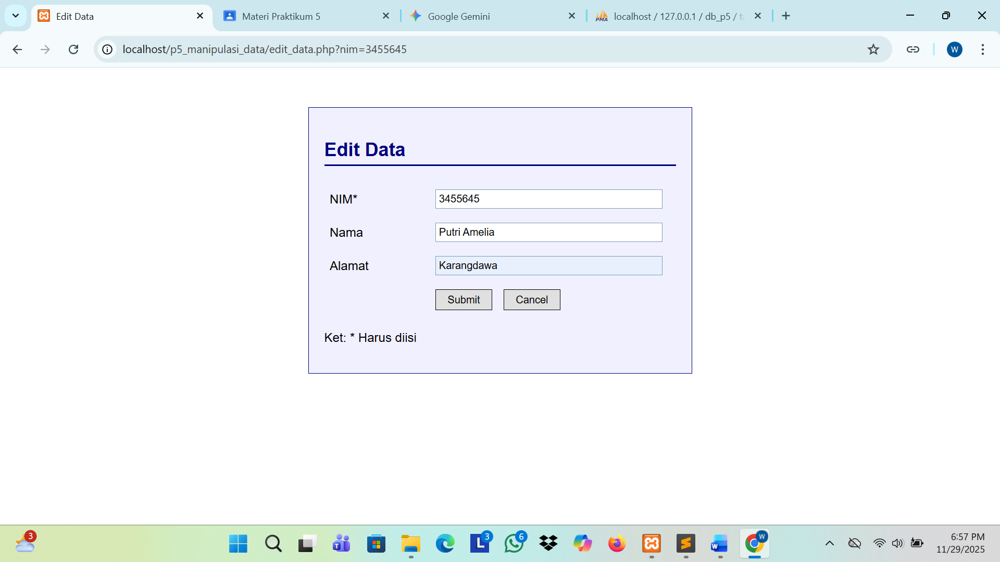 Edit Data
Materi Praktikum 5
Google Gemini
PMA
localhost / 127.0.0.1 / db_p5 / ta
localhost/p5_manipulasi_data/edit_data.php?nim=3455645
W
Edit Data
NIM*
3455645
Nama
Putri Amelia
Alamat
Karangdawa
Submit
Cancel
Ket: * Harus diisi
3
T
L
3
6
W
W
6:57 PM
11/29/2025